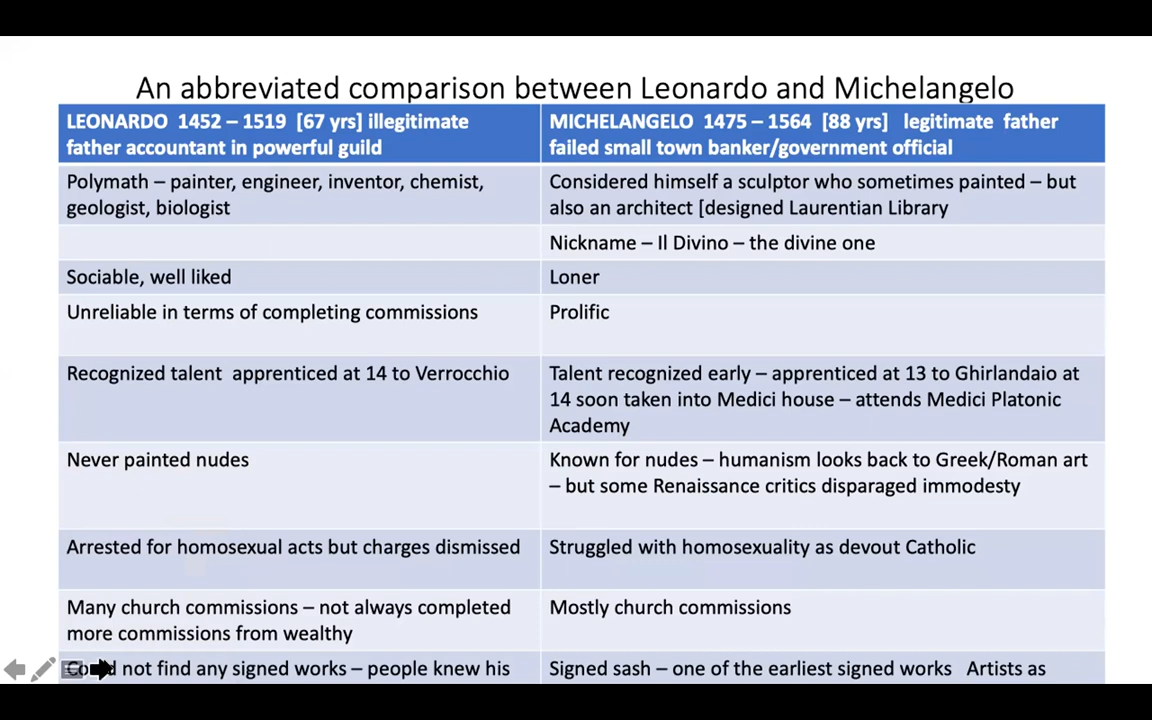 An abbreviated comparison between Leonardo and Michelangelo
LEONARDO 1452 – 1519 [67 yrs] illegitimate
father accountant in powerful guild
MICHELANGELO 1475 – 1564 [88 yrs] legitimate father
failed small town banker/government official
Polymath – painter, engineer, inventor, chemist,
geologist, biologist
Considered himself a sculptor who sometimes painted – but
also an architect [designed Laurentian Library
Nickname – Il Divino – the divine one
Sociable, well liked
Loner
Unreliable in terms of completing commissions
Prolific
Recognized talent apprenticed at 14 to Verrocchio
Talent recognized early – apprenticed at 13 to Ghirlandaio at
14 soon taken into Medici house – attends Medici Platonic
Academy
Never painted nudes
Known for nudes – humanism looks back to Greek/Roman art
– but some Renaissance critics disparaged immodesty
Arrested for homosexual acts but charges dismissed
Struggled with homosexuality as devout Catholic
Many church commissions – not always completed
more commissions from wealthy
Mostly church commissions
not find any signed works – people knew his
Signed sash – one of the earliest signed works Artists as